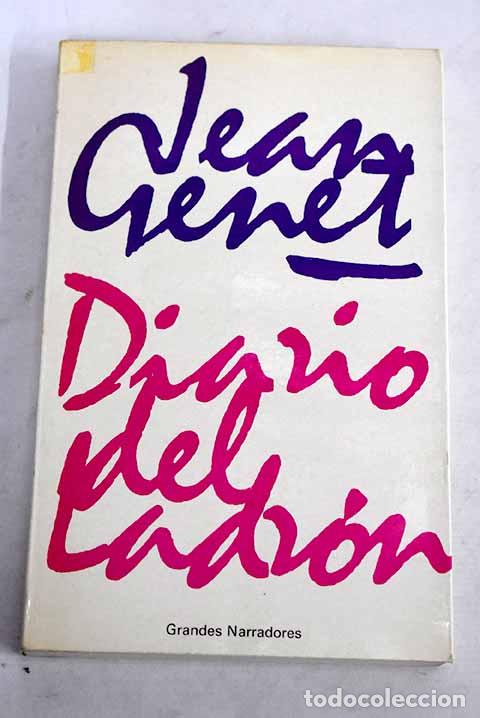 Jean
Genet
Diario
del
Ladrón
Grandes Narradores
todocoleccion